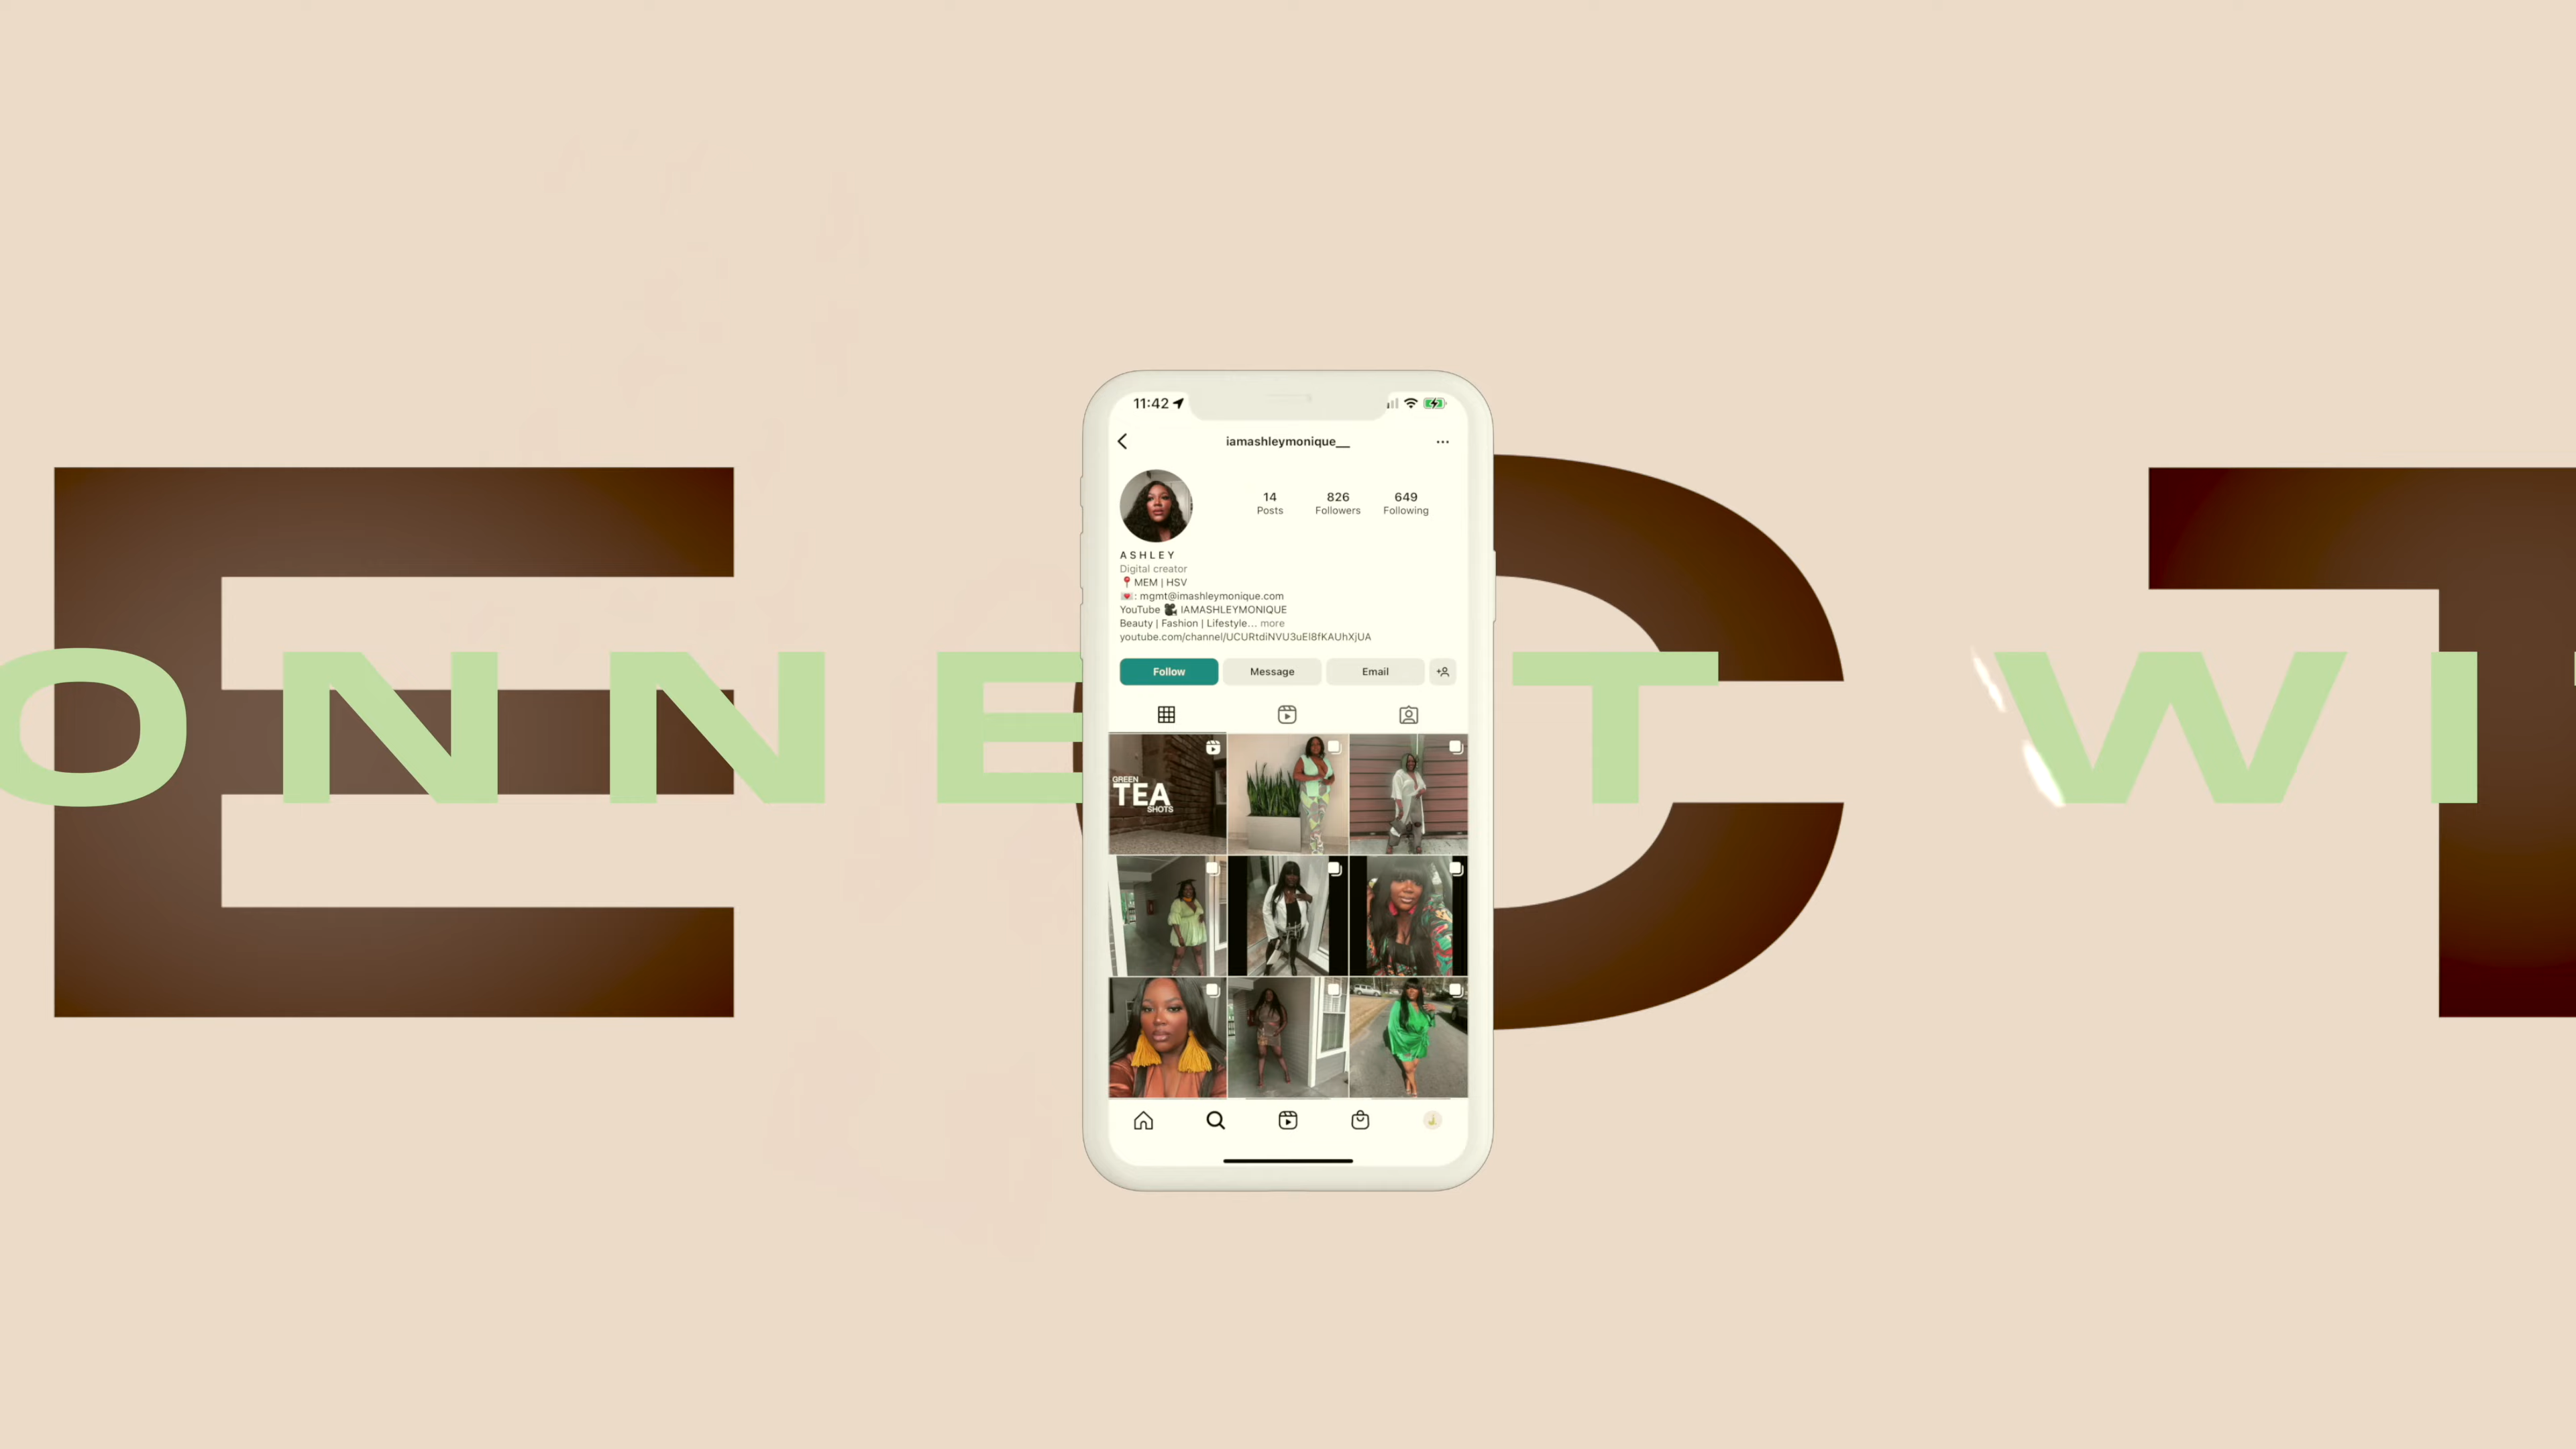 E C T
ONNE T WI
11:42
iamashleymonique__
14 826 649
Posts Followers Following
ASHLEY
Digital creator
MEM | HSV
: mgmt@imashleymonique.com
YouTube IAMASHLEYMONIQUE
Beauty | Fashion | Lifestyle... more
youtube.com/channel/UCURtdiNVU3uEl8fKAUhXjUA
Follow Message Email
GREEN
TEA
SHOTS